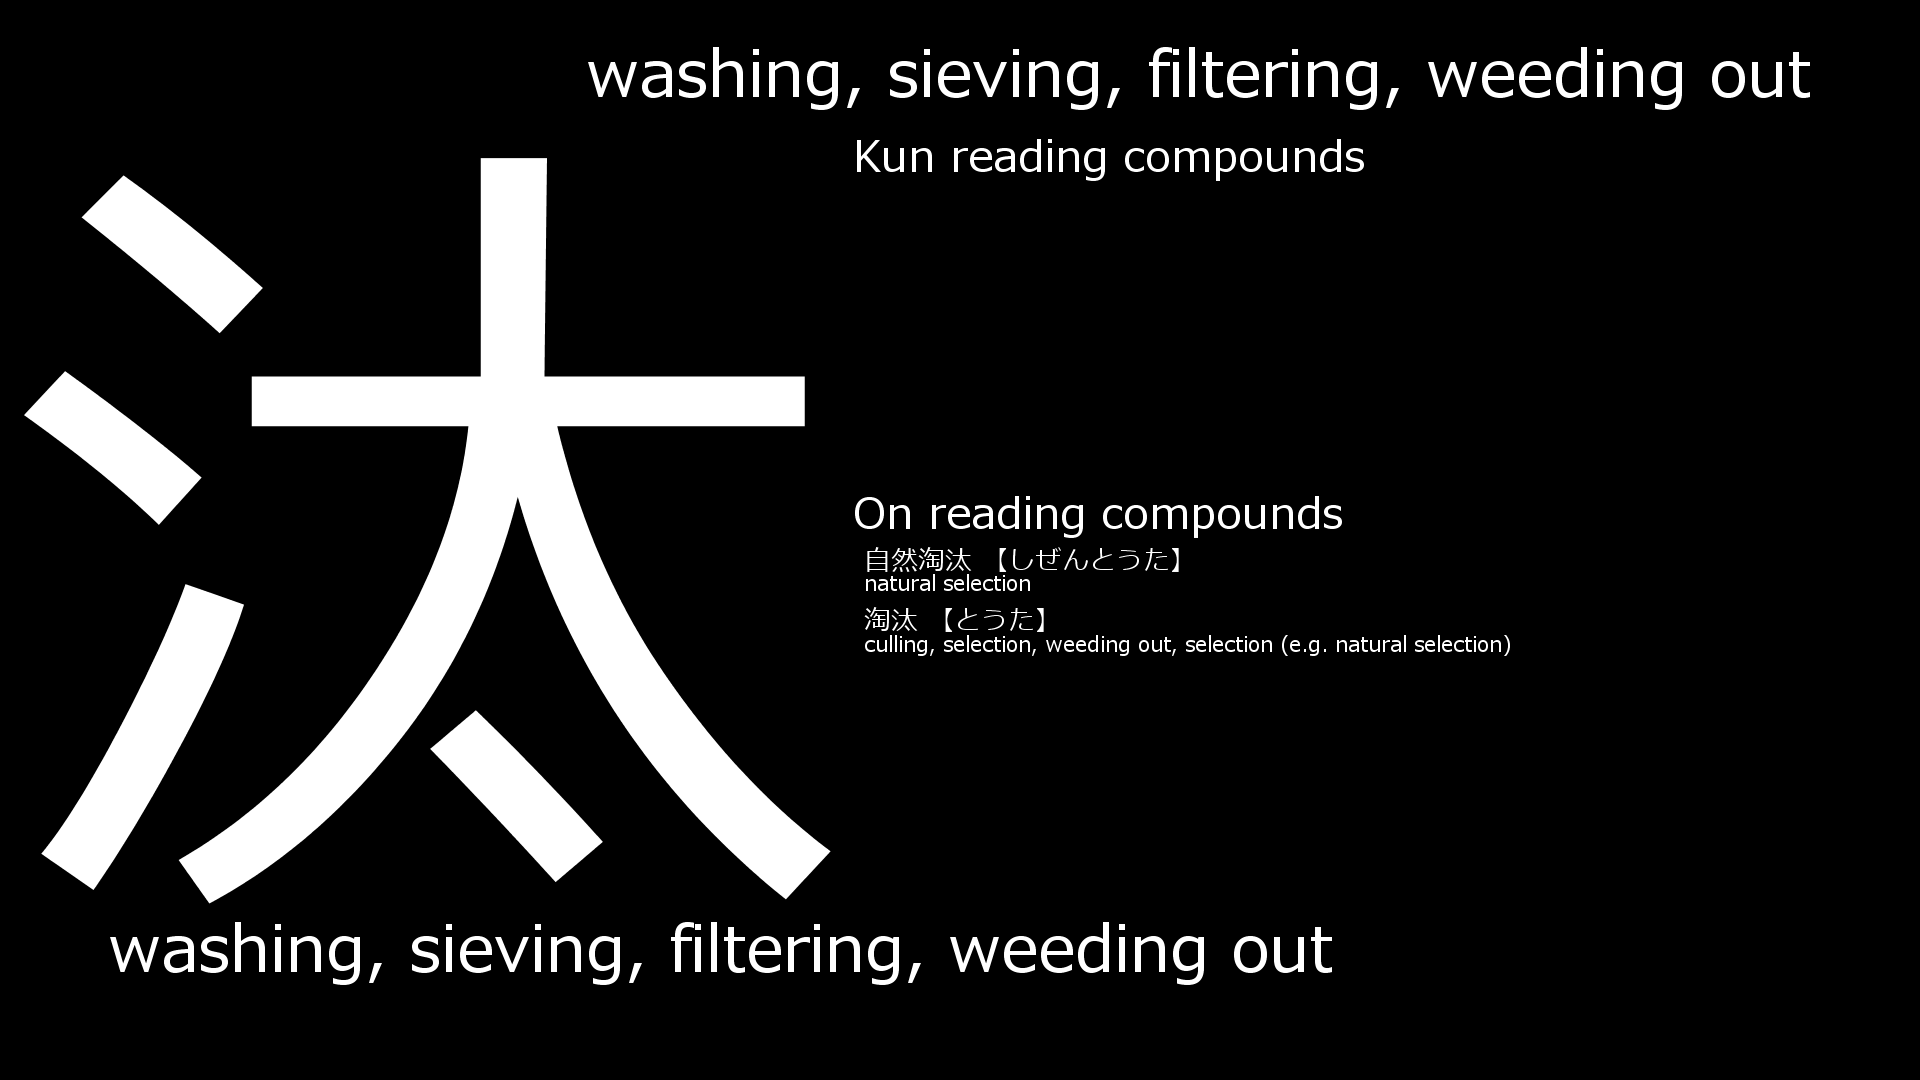 washing, sieving, filtering, weeding out
Kun reading compounds
汰
On reading compounds
自然淘汰 【しぜんとうた】
natural selection
淘汰 【とうた】
culling, selection, weeding out, selection (e.g. natural selection)
washing, sieving, filtering, weeding out